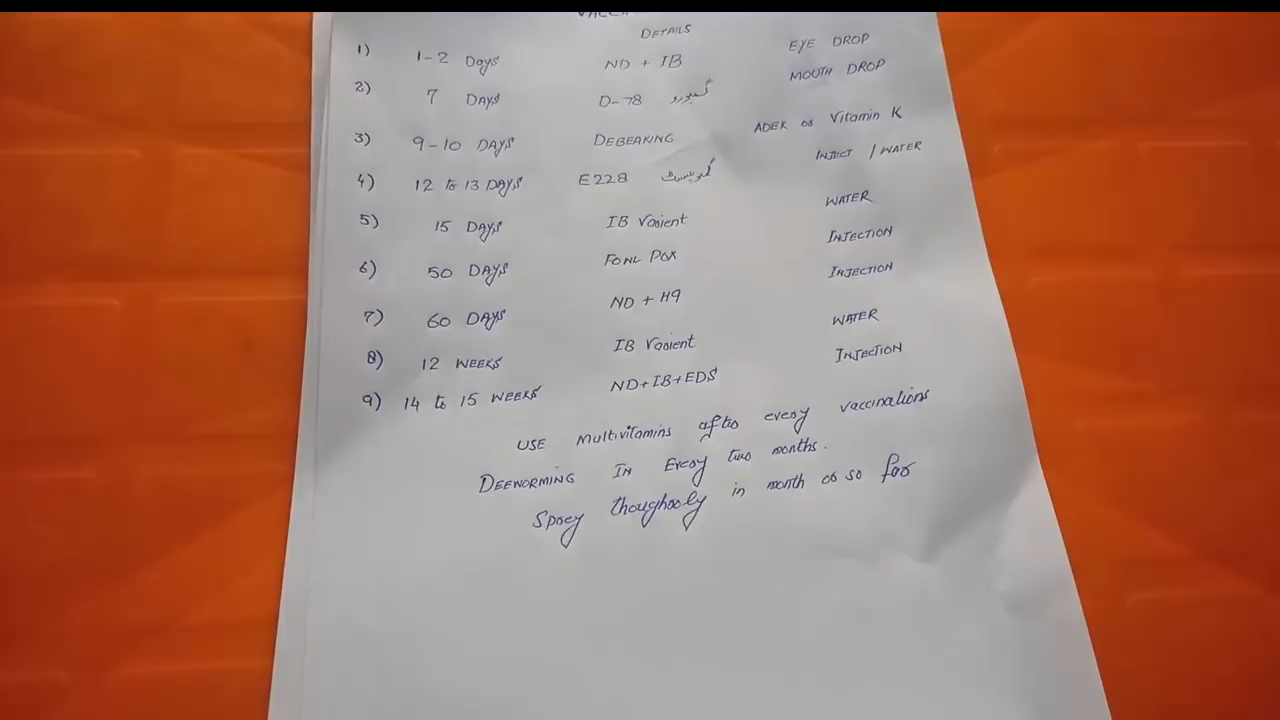 DETAILS
1) 1-2 Days ND + IB EYE DROP
2) 7 DAYS D-78 گمبورو MOUTH DROP
3) 9-10 DAYS DEBEAKING ADEK or Vitamin K
4) 12 to 13 DAYS E228 INJECT / WATER
5) 15 DAYS IB Varient WATER
6) 50 DAYS FOWL POX INJECTION
7) 60 DAYS ND + H9 INJECTION
8) 12 WEEKS IB Varient WATER
9) 14 to 15 WEEKS ND+IB+EDS INJECTION
USE Multivitamins after every vaccinations
DEEWORMING IN Every two months.
Sprey thoughorly in month or so far